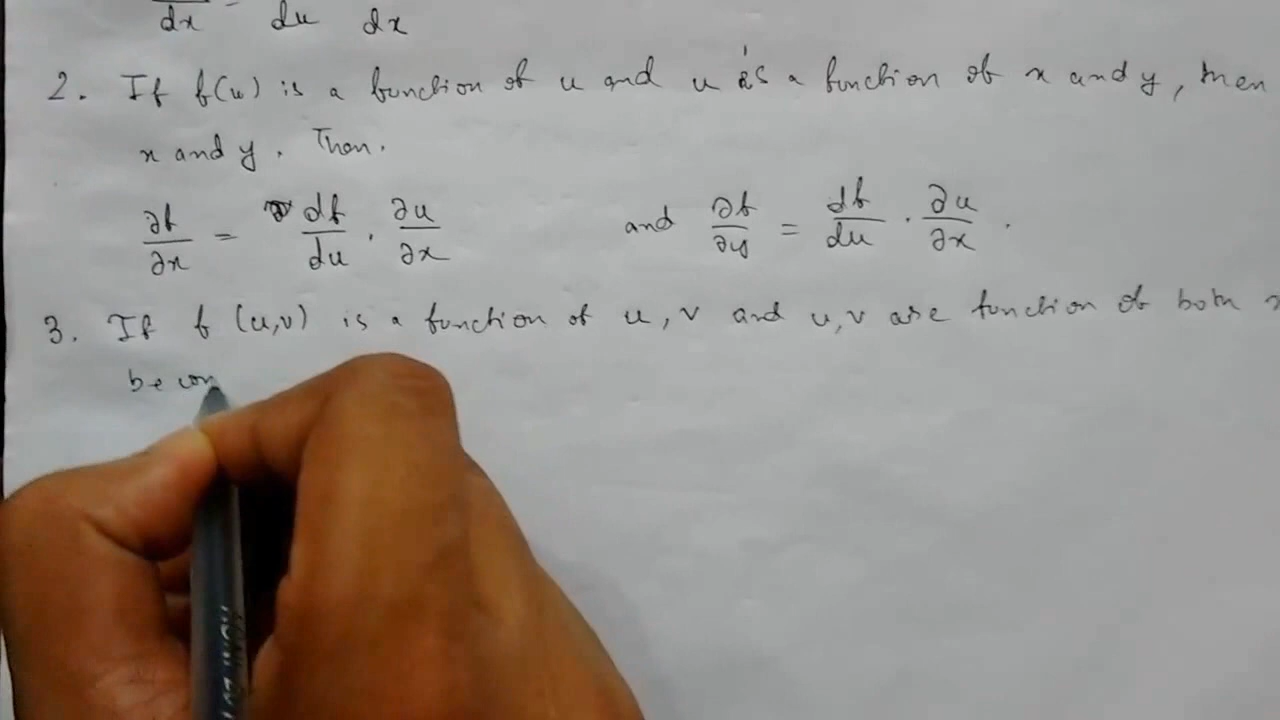 dx du dx
2. If f(u) is a function of u and u is a function of x and y, then
x and y. Then.
∂f/∂x = df/du . ∂u/∂x and ∂f/∂y = df/du . ∂u/∂x .
3. If f (u,v) is a function of u, v and u,v are function of both x
becom